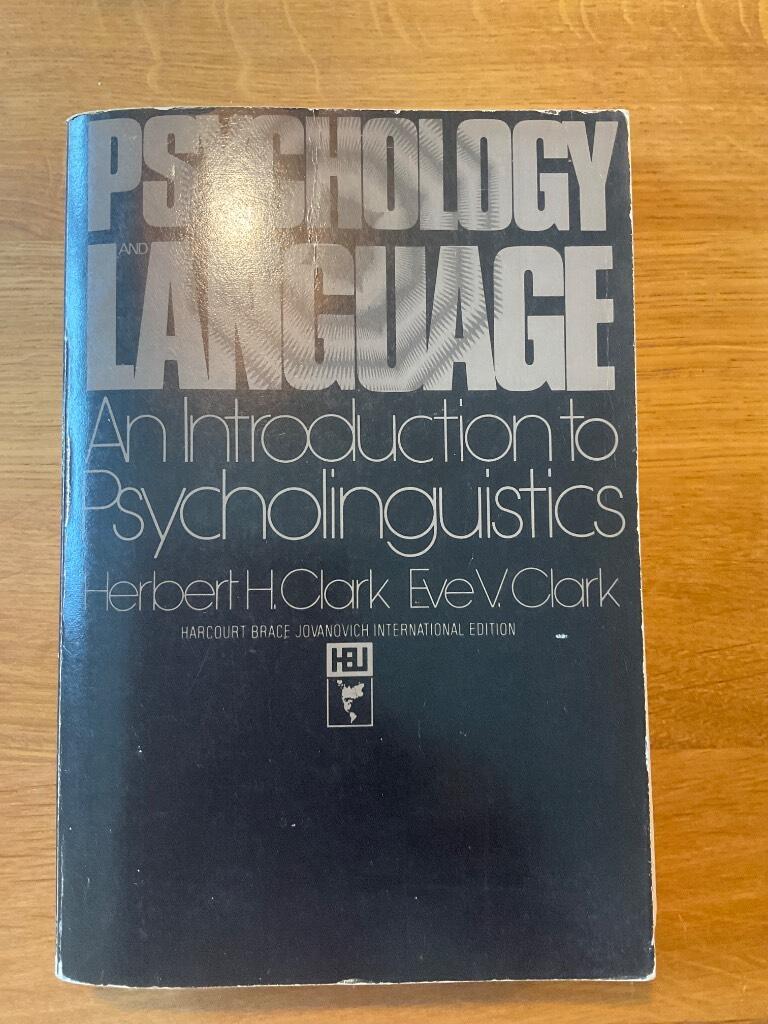 PSYCHOLOGY
AND
LANGUAGE
An Introduction to
Psycholinguistics
Herbert H. Clark Eve V. Clark
HARCOURT BRACE JOVANOVICH INTERNATIONAL EDITION
HBJ